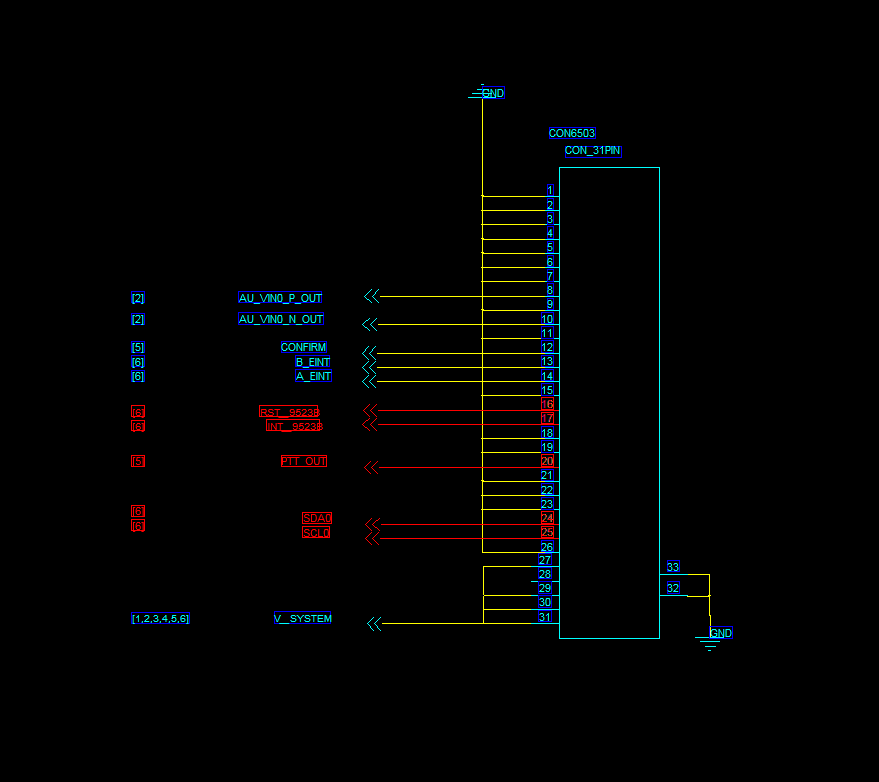 GND
CON6503
CON_31PIN
1
2
3
4
5
6
7
[2] AU_VIN0_P_OUT 8
9
[2] AU_VIN0_N_OUT 10
11
[5] CONFIRM 12
[6] B_EINT 13
[6] A_EINT 14
15
[6] RST_9523B 16
[6] INT_9523B 17
18
19
[5] PTT_OUT 20
21
22
23
[6] SDA0 24
[6] SCL0 25
26
27
33
28
29
32
30
[1,2,3,4,5,6] V_SYSTEM 31
GND